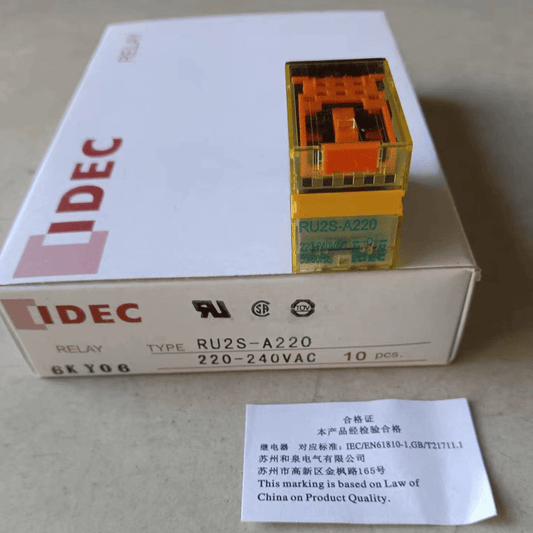 RELAY
IDEC
RU2S-A220
IDEC
RELAY TYPE RU2S-A220
6KY06 220-240VAC 10 pcs.
合格证
本产品经检验合格
继电器 对应标准: IEC/EN61810-1,GB/T21711.1
苏州和泉电气有限公司
苏州市高新区金枫路165号
This marking is based on Law of
China on Product Quality.